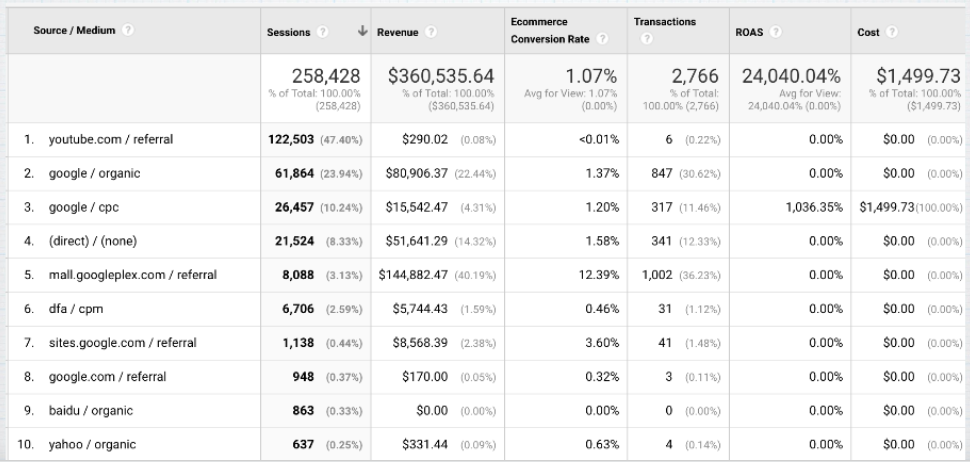 Source / Medium ? Sessions ? ↓ Revenue ? Ecommerce Conversion Rate ? Transactions ? ROAS ? Cost ?
258,428 $360,535.64 1.07% 2,766 24,040.04% $1,499.73
% of Total: 100.00% % of Total: 100.00% Avg for View: 1.07% % of Total: Avg for View: % of Total: 100.00%
(258,428) ($360,535.64) (0.00%) 100.00% (2,766) 24,040.04% (0.00%) ($1,499.73)
1. youtube.com / referral 122,503 (47.40%) $290.02 (0.08%) <0.01% 6 (0.22%) 0.00% $0.00 (0.00%)
2. google / organic 61,864 (23.94%) $80,906.37 (22.44%) 1.37% 847 (30.62%) 0.00% $0.00 (0.00%)
3. google / cpc 26,457 (10.24%) $15,542.47 (4.31%) 1.20% 317 (11.46%) 1,036.35% $1,499.73 (100.00%)
4. (direct) / (none) 21,524 (8.33%) $51,641.29 (14.32%) 1.58% 341 (12.33%) 0.00% $0.00 (0.00%)
5. mall.googleplex.com / referral 8,088 (3.13%) $144,882.47 (40.19%) 12.39% 1,002 (36.23%) 0.00% $0.00 (0.00%)
6. dfa / cpm 6,706 (2.59%) $5,744.43 (1.59%) 0.46% 31 (1.12%) 0.00% $0.00 (0.00%)
7. sites.google.com / referral 1,138 (0.44%) $8,568.39 (2.38%) 3.60% 41 (1.48%) 0.00% $0.00 (0.00%)
8. google.com / referral 948 (0.37%) $170.00 (0.05%) 0.32% 3 (0.11%) 0.00% $0.00 (0.00%)
9. baidu / organic 863 (0.33%) $0.00 (0.00%) 0.00% 0 (0.00%) 0.00% $0.00 (0.00%)
10. yahoo / organic 637 (0.25%) $331.44 (0.09%) 0.63% 4 (0.14%) 0.00% $0.00 (0.00%)